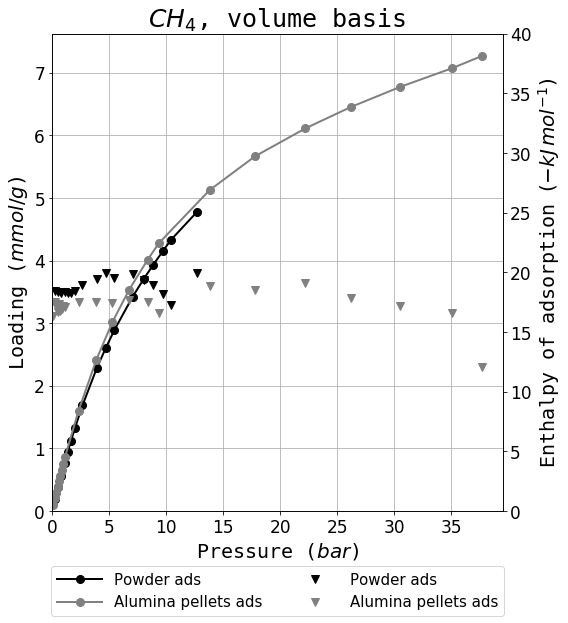 CH₄, volume basis
Loading (mmol/g)
7
6
5
4
3
2
1
0
40
35
30
25
20
15
10
5
0
Enthalpy of adsorption (−kJ mol⁻¹)
0 5 10 15 20 25 30 35
Pressure (bar)
Powder ads Powder ads
Alumina pellets ads Alumina pellets ads